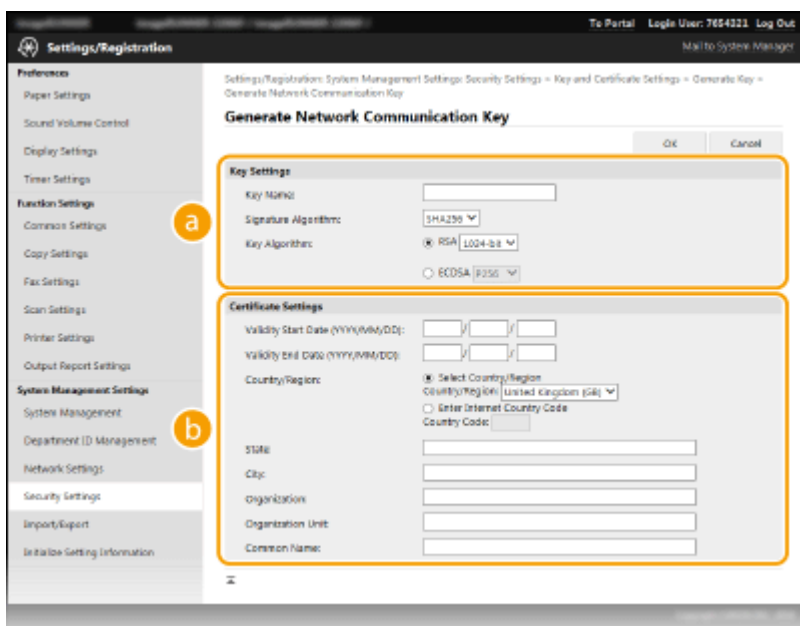 To Portal Login User: 7654321 Log Out
Settings/Registration
Mail to System Manager
Preferences
Paper Settings
Sound Volume Control
Display Settings
Timer Settings
Function Settings
Common Settings
Copy Settings
Fax Settings
Scan Settings
Printer Settings
Output Report Settings
System Management Settings
System Management
Department ID Management
Network Settings
Security Settings
Import/Export
Initialize Setting Information
Settings/Registration: System Management Settings: Security Settings > Key and Certificate Settings > Generate Key >
Generate Network Communication Key
Generate Network Communication Key
OK Cancel
a
Key Settings
Key Name:
Signature Algorithm: SHA256
Key Algorithm: RSA 1024-bit
ECDSA P256
b
Certificate Settings
Validity Start Date (YYYY/MM/DD): / /
Validity End Date (YYYY/MM/DD): / /
Country/Region: Select Country/Region
Country/Region: United Kingdom (GB)
Enter Internet Country Code
Country Code:
State:
City:
Organization:
Organization Unit:
Common Name: